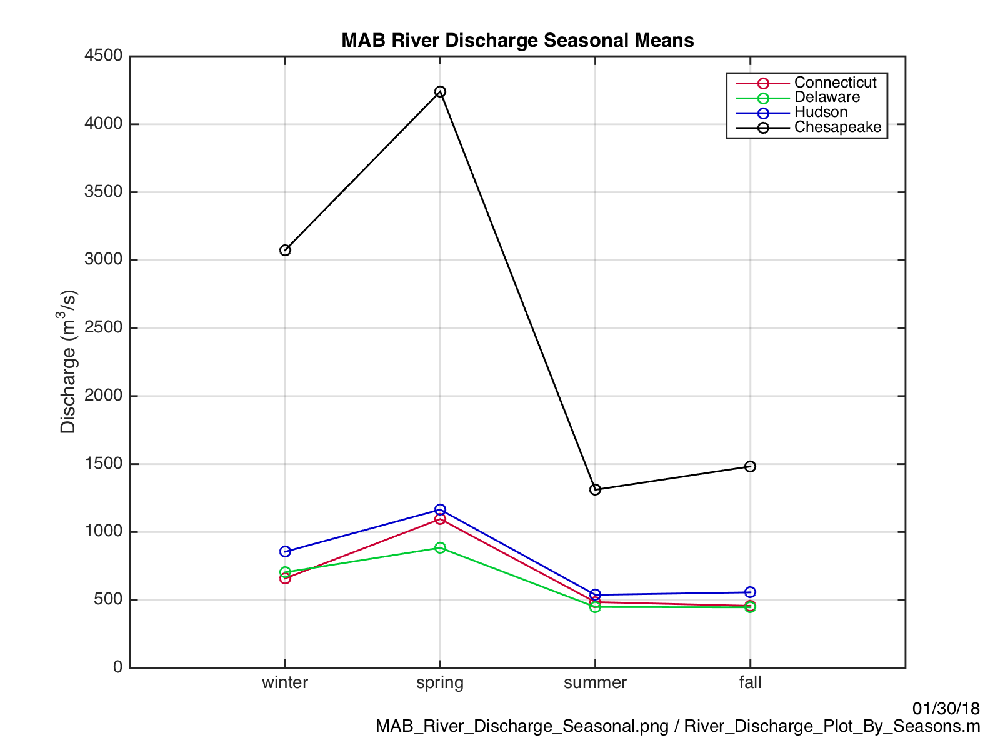 MAB River Discharge Seasonal Means
4500
4000
3500
3000
2500
2000
1500
1000
500
0
Discharge (m³/s)
Connecticut
Delaware
Hudson
Chesapeake
winter spring summer fall
01/30/18
MAB_River_Discharge_Seasonal.png / River_Discharge_Plot_By_Seasons.m